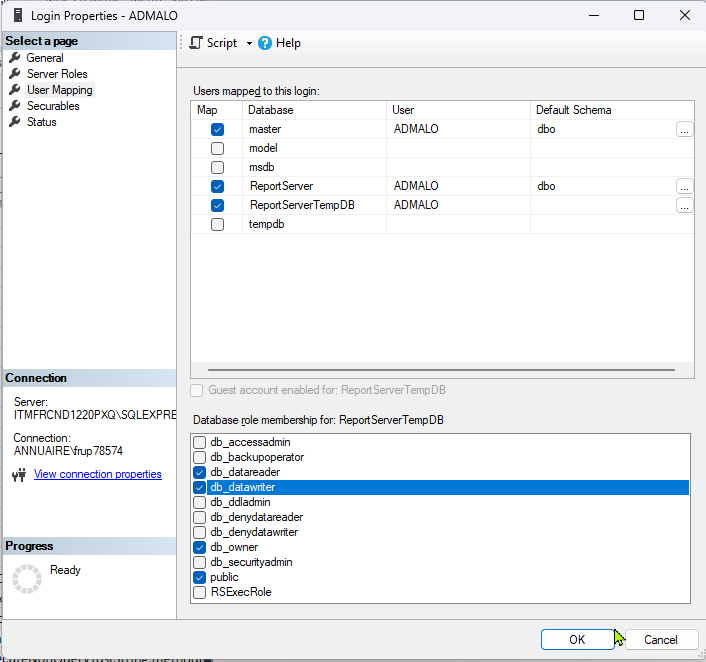 Login Properties - ADMALO
Select a page
General
Server Roles
User Mapping
Securables
Status
Script
Help
Users mapped to this login:
Map Database User Default Schema
master ADMALO dbo ...
model
msdb
ReportServer ADMALO dbo ...
ReportServerTempDB ADMALO ...
tempdb
Guest account enabled for: ReportServerTempDB
Database role membership for: ReportServerTempDB
db_accessadmin
db_backupoperator
db_datareader
db_datawriter
db_ddladmin
db_denydatareader
db_denydatawriter
db_owner
db_securityadmin
public
RSExecRole
Connection
Server:
ITMFRCND1220PXQ\SQLEXPRE
Connection:
ANNUAIRE\frup78574
View connection properties
Progress
Ready
OK
Cancel